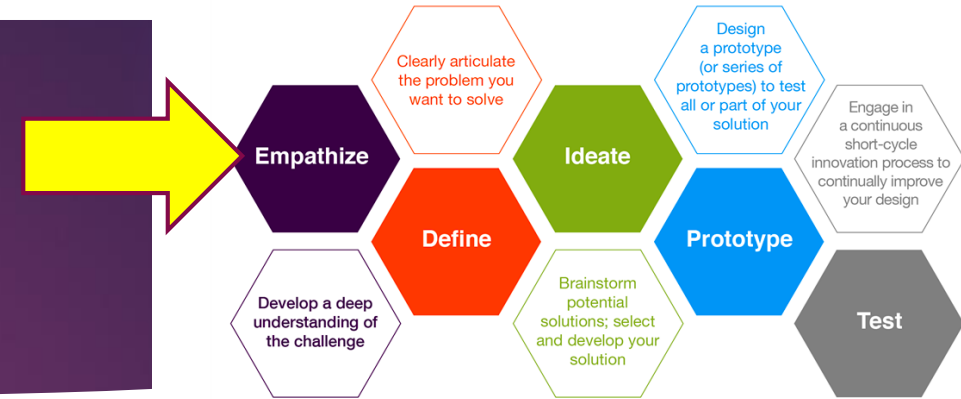 Empathize
Develop a deep
understanding of
the challenge
Clearly articulate
the problem you
want to solve
Define
Ideate
Brainstorm
potential
solutions; select
and develop your
solution
Design
a prototype
(or series of
prototypes) to test
all or part of your
solution
Prototype
Engage in
a continuous
short-cycle
innovation process to
continually improve
your design
Test